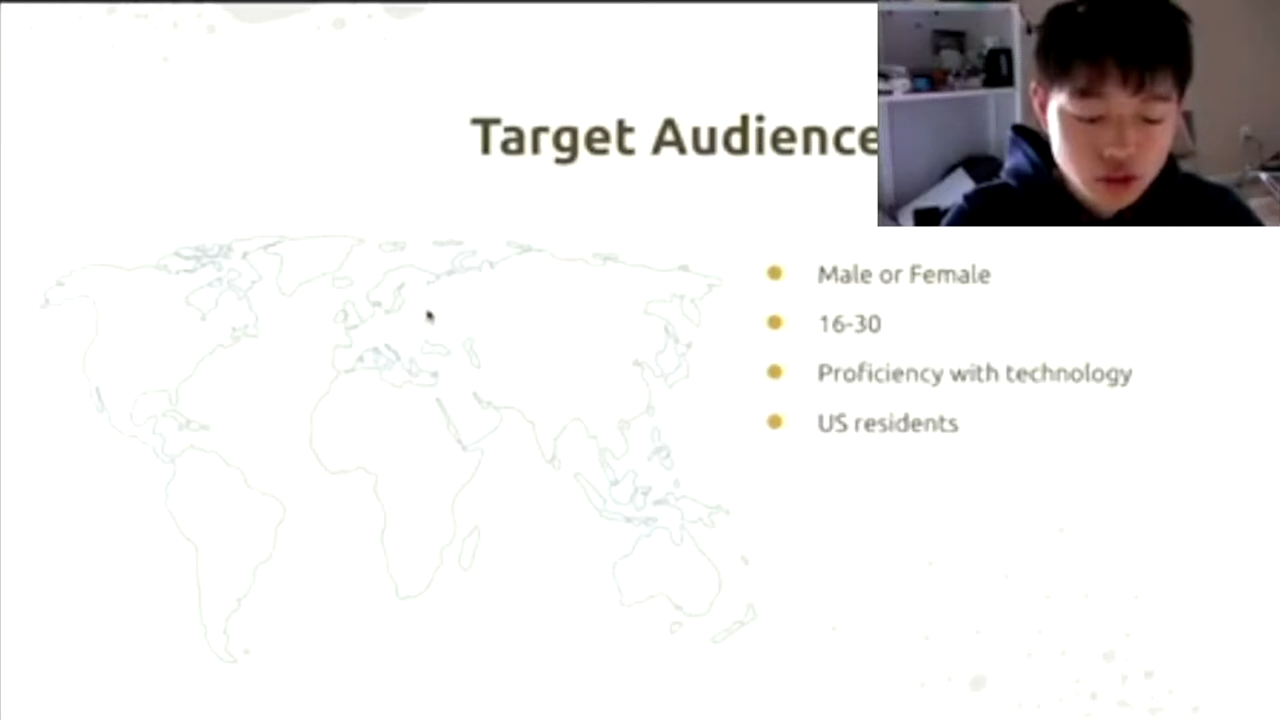 Target Audience
Male or Female
16-30
Proficiency with technology
US residents